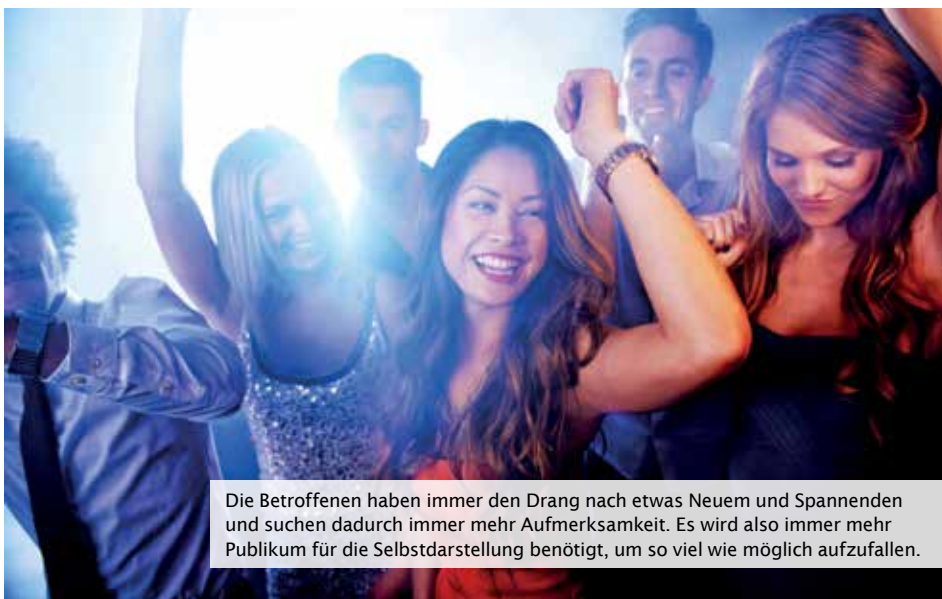 Die Betroffenen haben immer den Drang nach etwas Neuem und Spannenden
und suchen dadurch immer mehr Aufmerksamkeit. Es wird also immer mehr
Publikum für die Selbstdarstellung benötigt, um so viel wie möglich aufzufallen.